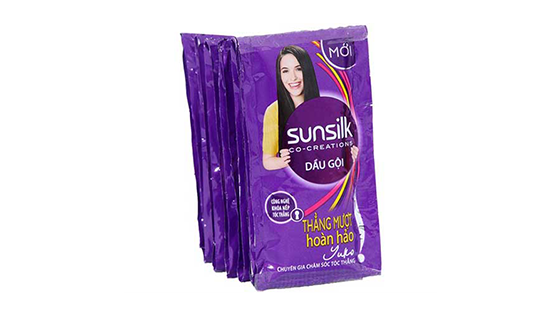 MỚI
sunsilk
CO-CREATIONS
DẦU GỘI
CÔNG NGHỆ
KHÓA NẾP
TÓC THẲNG
THẲNG MƯỢT
hoàn hảo
Yuko
CHUYÊN GIA CHĂM SÓC TÓC THẲNG